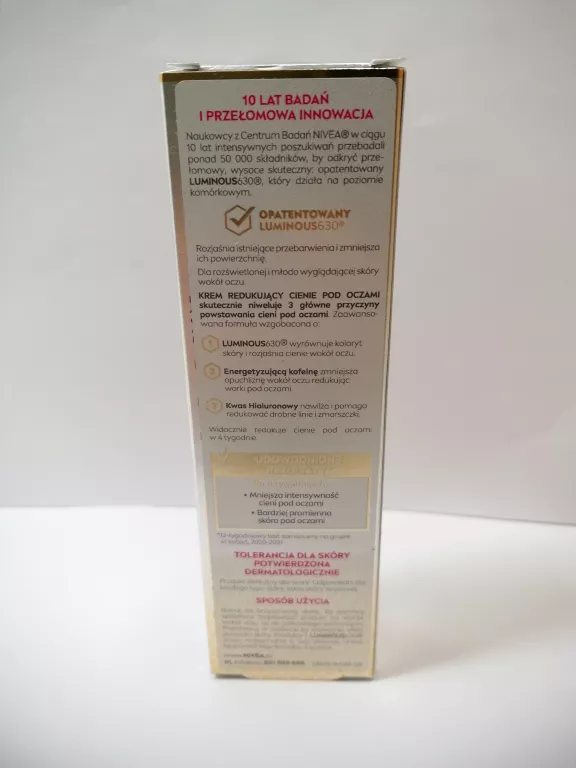 10 LAT BADAŃ
I PRZEŁOMOWA INNOWACJA
Naukowcy z Centrum Badań NIVEA® w ciągu
10 lat intensywnych poszukiwań przebadali
ponad 50 000 składników, by odkryć prze-
łomowy, wysoce skuteczny: opatentowany
LUMINOUS630®, który działa na poziomie
komórkowym.
OPATENTOWANY
LUMINOUS630®
Rozjaśnia istniejące przebarwienia i zmniejsza
ich powierzchnię.
Dla rozświetlonej i młodo wyglądającej skóry
wokół oczu.
KREM REDUKUJĄCY CIENIE POD OCZAMI
skutecznie niweluje 3 główne przyczyny
powstawania cieni pod oczami. Zaawanso-
wana formuła wzbogacona o:
1 LUMINOUS630® wyrównuje koloryt
skóry i rozjaśnia cienie wokół oczu.
2 Energetyzującą kofeinę zmniejsza
opuchliznę wokół oczu redukując
worki pod oczami.
3 Kwas Hialuronowy nawilża i pomaga
redukować drobne linie i zmarszczki.
Widocznie redukuje cienie pod oczami
w 4 tygodnie.
UDOWODNIONE
• Mniejsza intensywność
cieni pod oczami
• Bardziej promienna
skóra pod oczami
TOLERANCJA DLA SKÓRY
POTWIERDZONA
DERMATOLOGICZNIE
SPOSÓB UŻYCIA
LUMINOUS630
www.NIVEA.pl